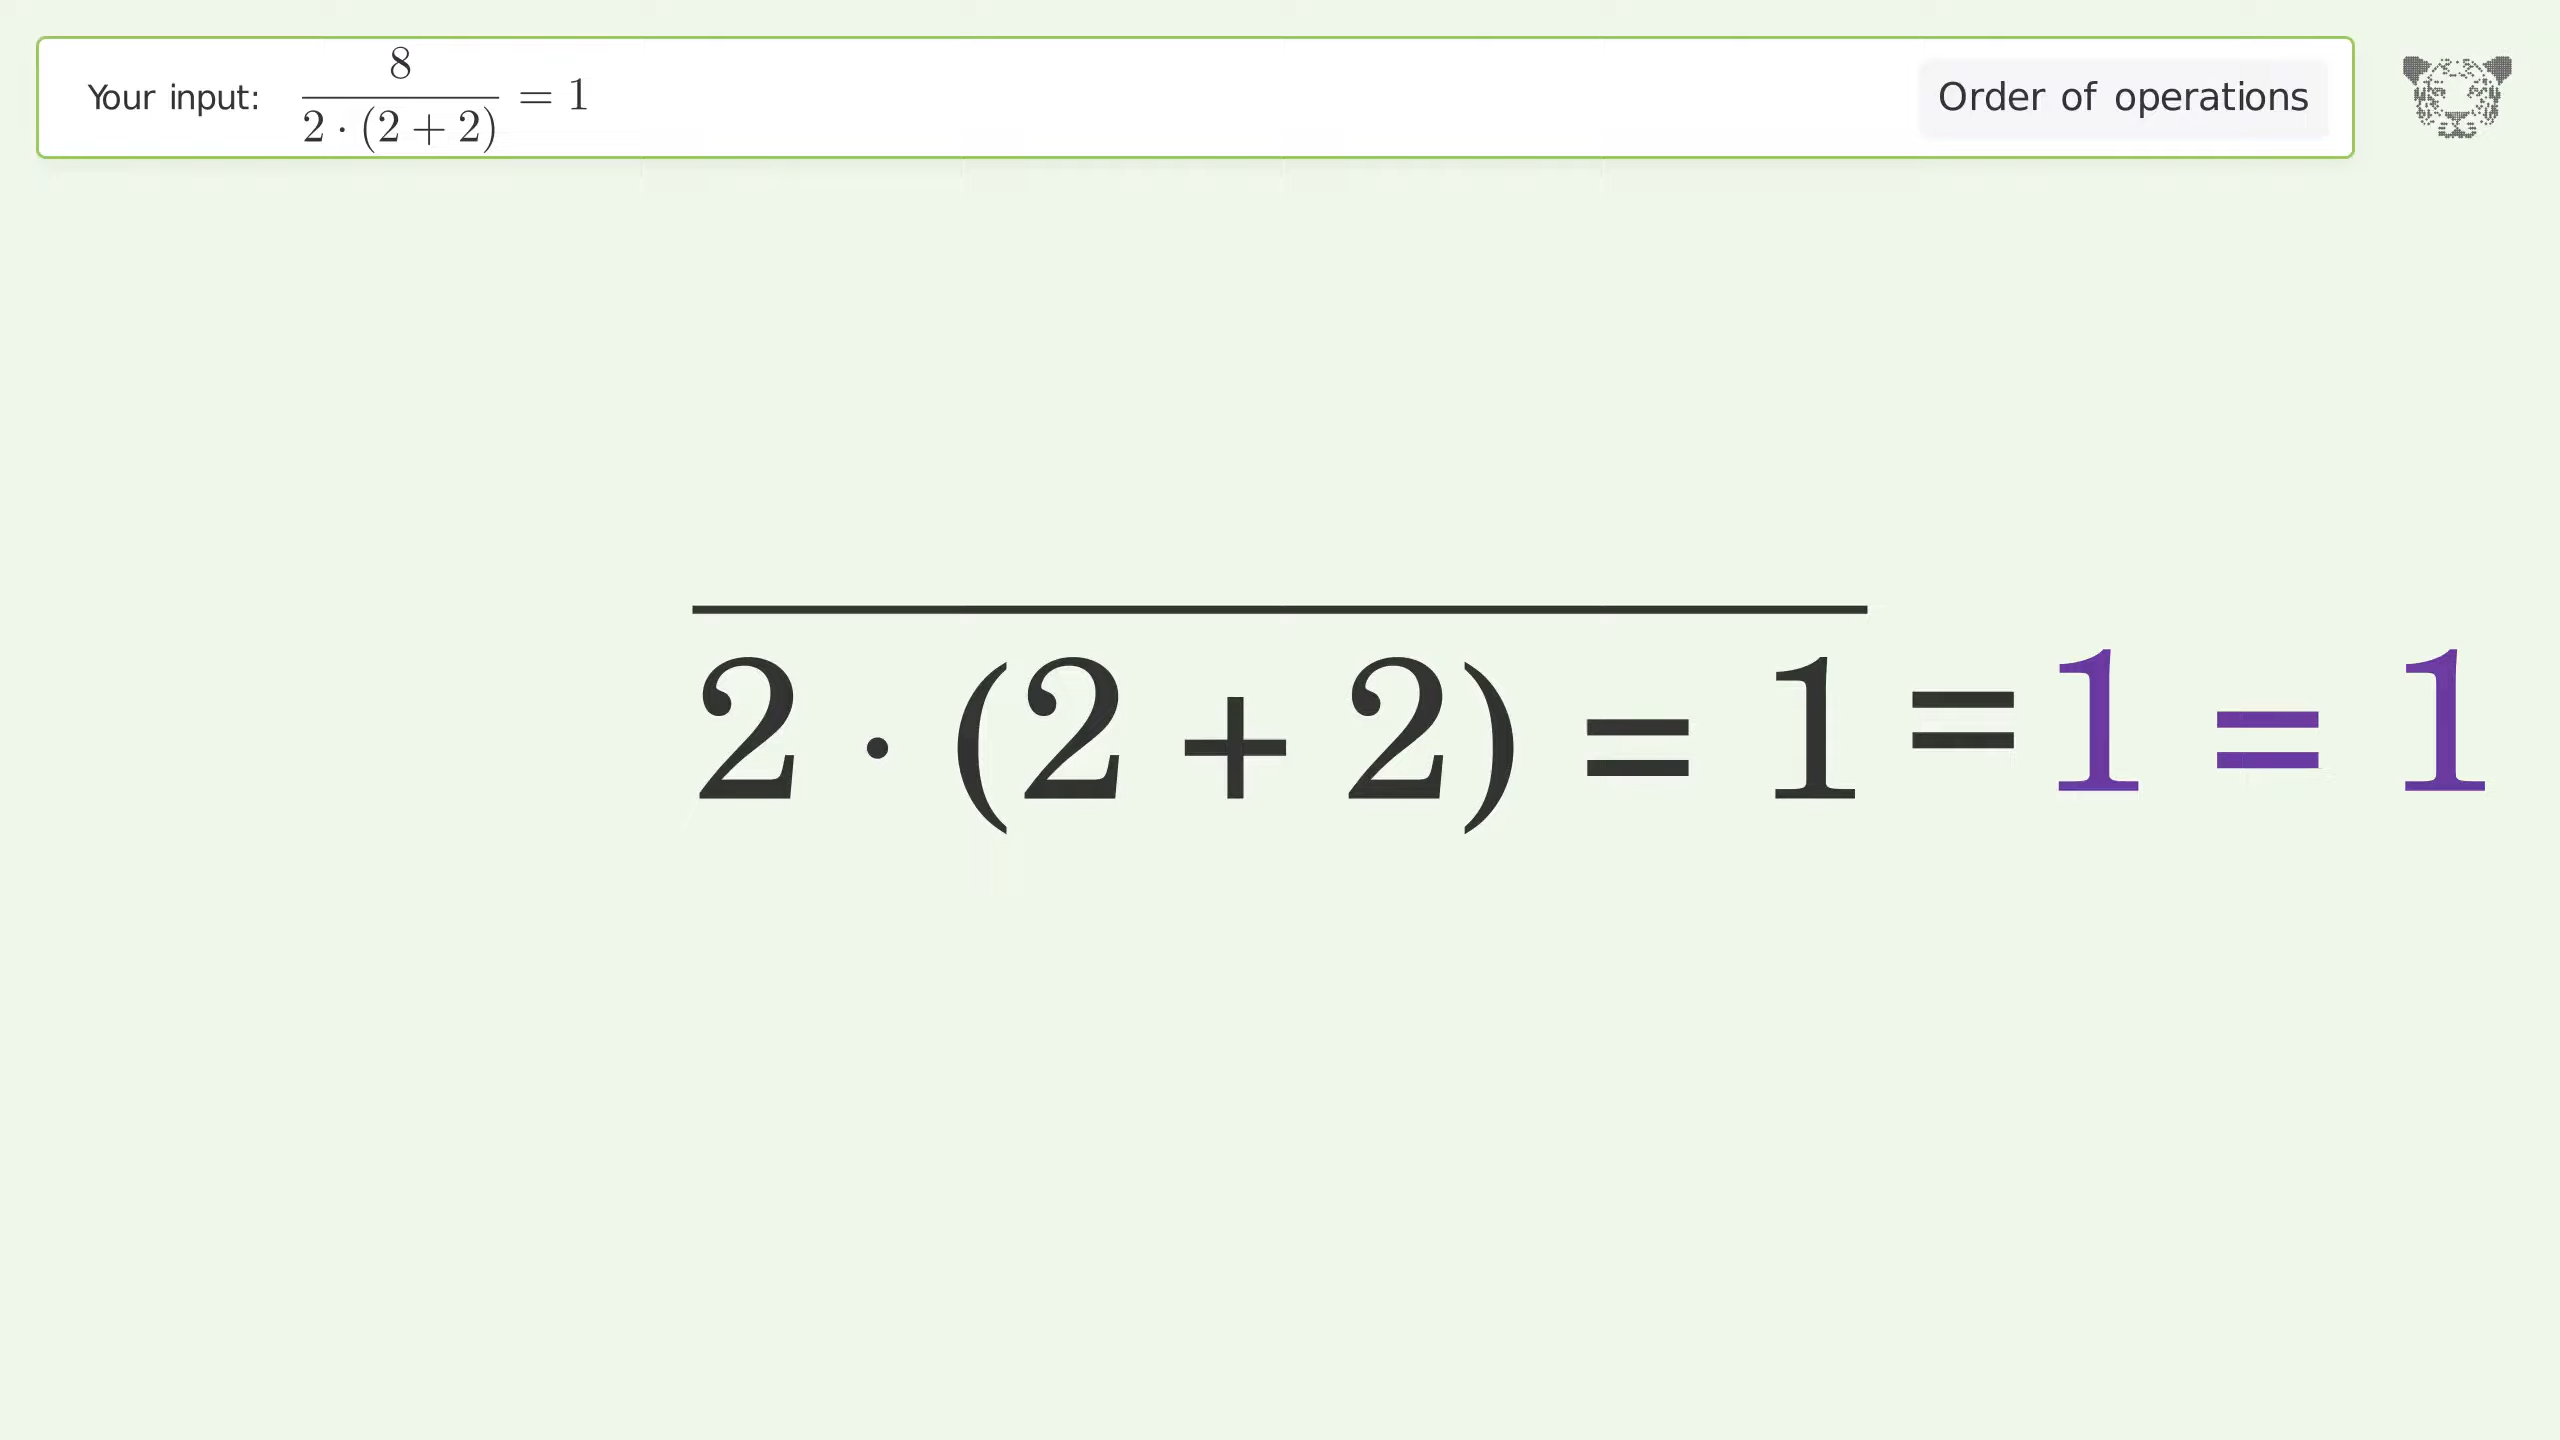 Your input: 8
2 · (2 + 2) = 1
Order of operations
2 · (2 + 2) = 1 = 1 = 1